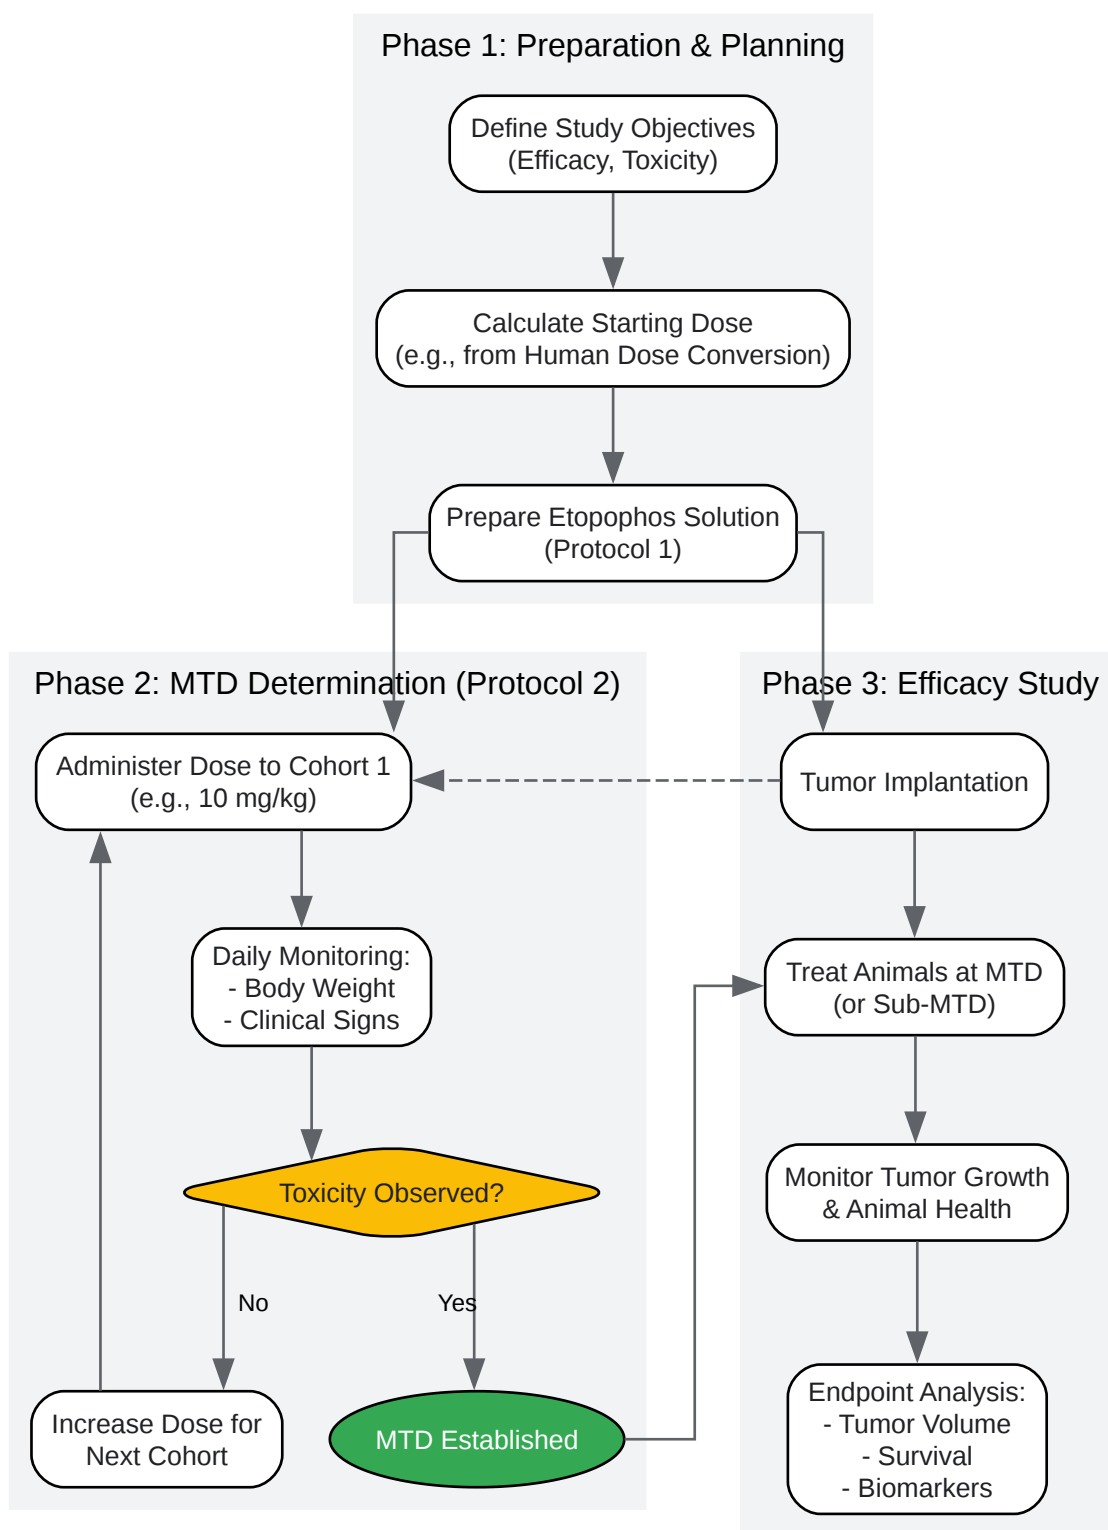 Phase 1: Preparation & Planning
Define Study Objectives
(Efficacy, Toxicity)
Calculate Starting Dose
(e.g., from Human Dose Conversion)
Prepare Etopophos Solution
(Protocol 1)
Phase 2: MTD Determination (Protocol 2)
Administer Dose to Cohort 1
(e.g., 10 mg/kg)
Daily Monitoring:
- Body Weight
- Clinical Signs
Toxicity Observed?
No
Yes
Increase Dose for
Next Cohort
MTD Established
Phase 3: Efficacy Study
Tumor Implantation
Treat Animals at MTD
(or Sub-MTD)
Monitor Tumor Growth
& Animal Health
Endpoint Analysis:
- Tumor Volume
- Survival
- Biomarkers